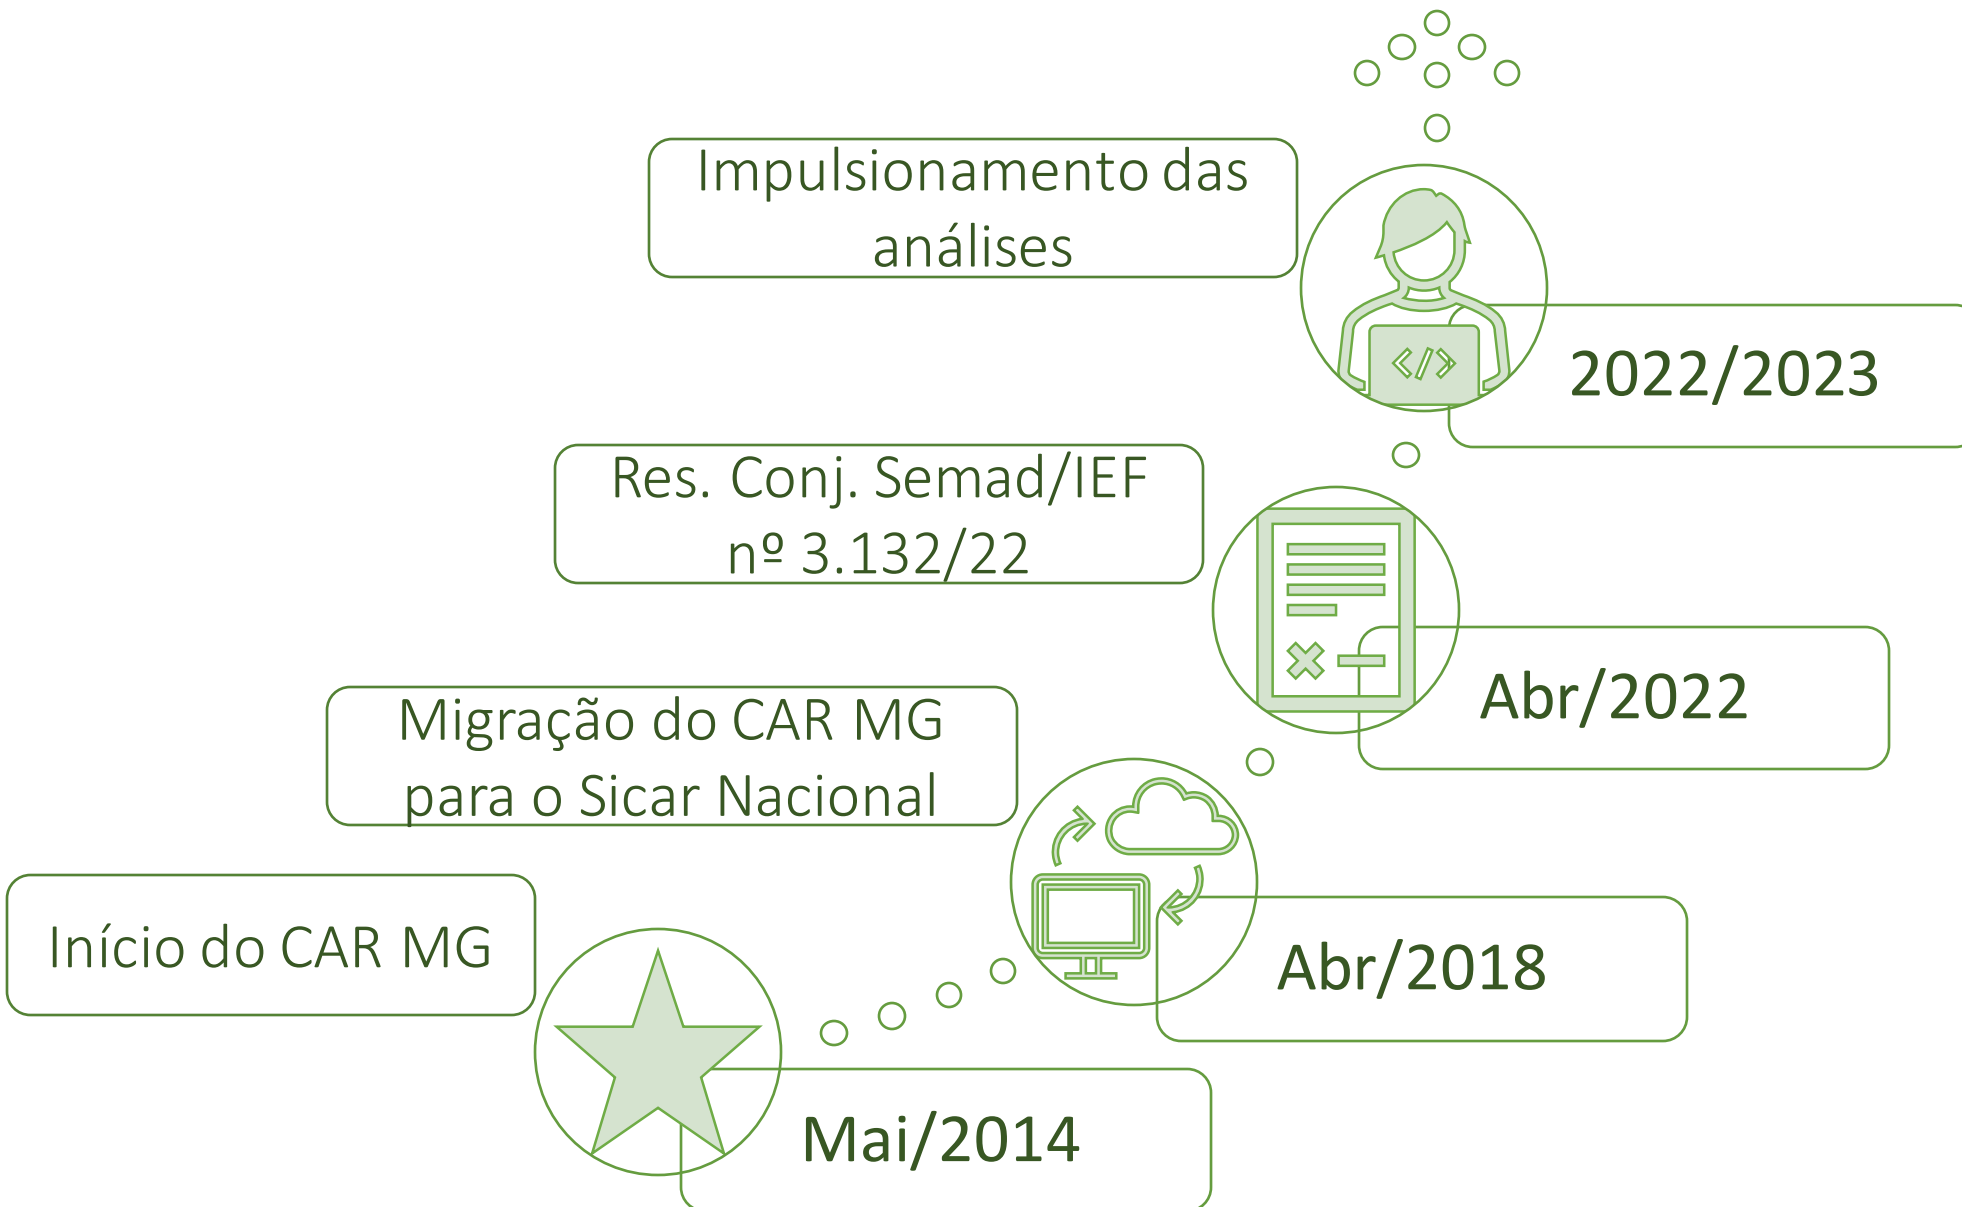 Impulsionamento das
análises
2022/2023
Res. Conj. Semad/IEF
nº 3.132/22
Abr/2022
Migração do CAR MG
para o Sicar Nacional
Abr/2018
Início do CAR MG
Mai/2014